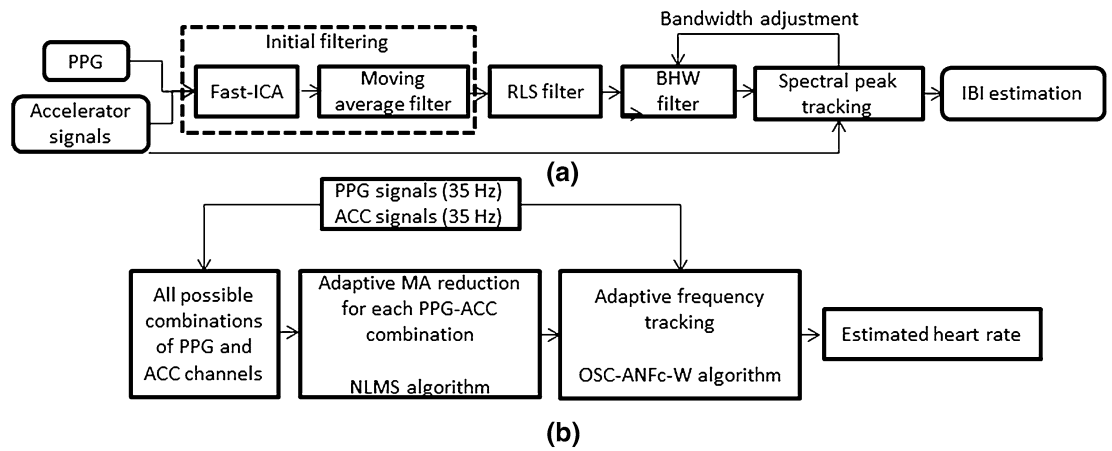 Bandwidth adjustment
Initial filtering
PPG
Accelerator
signals
Fast-ICA
Moving
average filter
RLS filter
BHW
filter
Spectral peak
tracking
IBI estimation
(a)
PPG signals (35 Hz)
ACC signals (35 Hz)
All possible
combinations
of PPG and
ACC channels
Adaptive MA reduction
for each PPG-ACC
combination
NLMS algorithm
Adaptive frequency
tracking
OSC-ANFc-W algorithm
Estimated heart rate
(b)